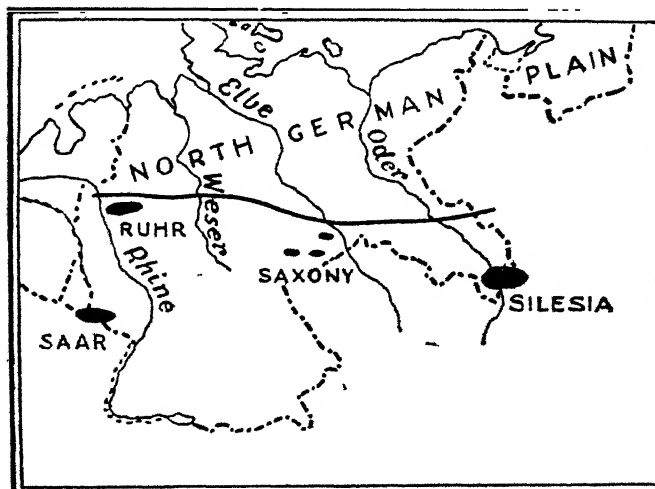 NORTH GERMAN PLAIN
Elbe
Oder
Weser
Rhine
RUHR
SAXONY
SILESIA
SAAR